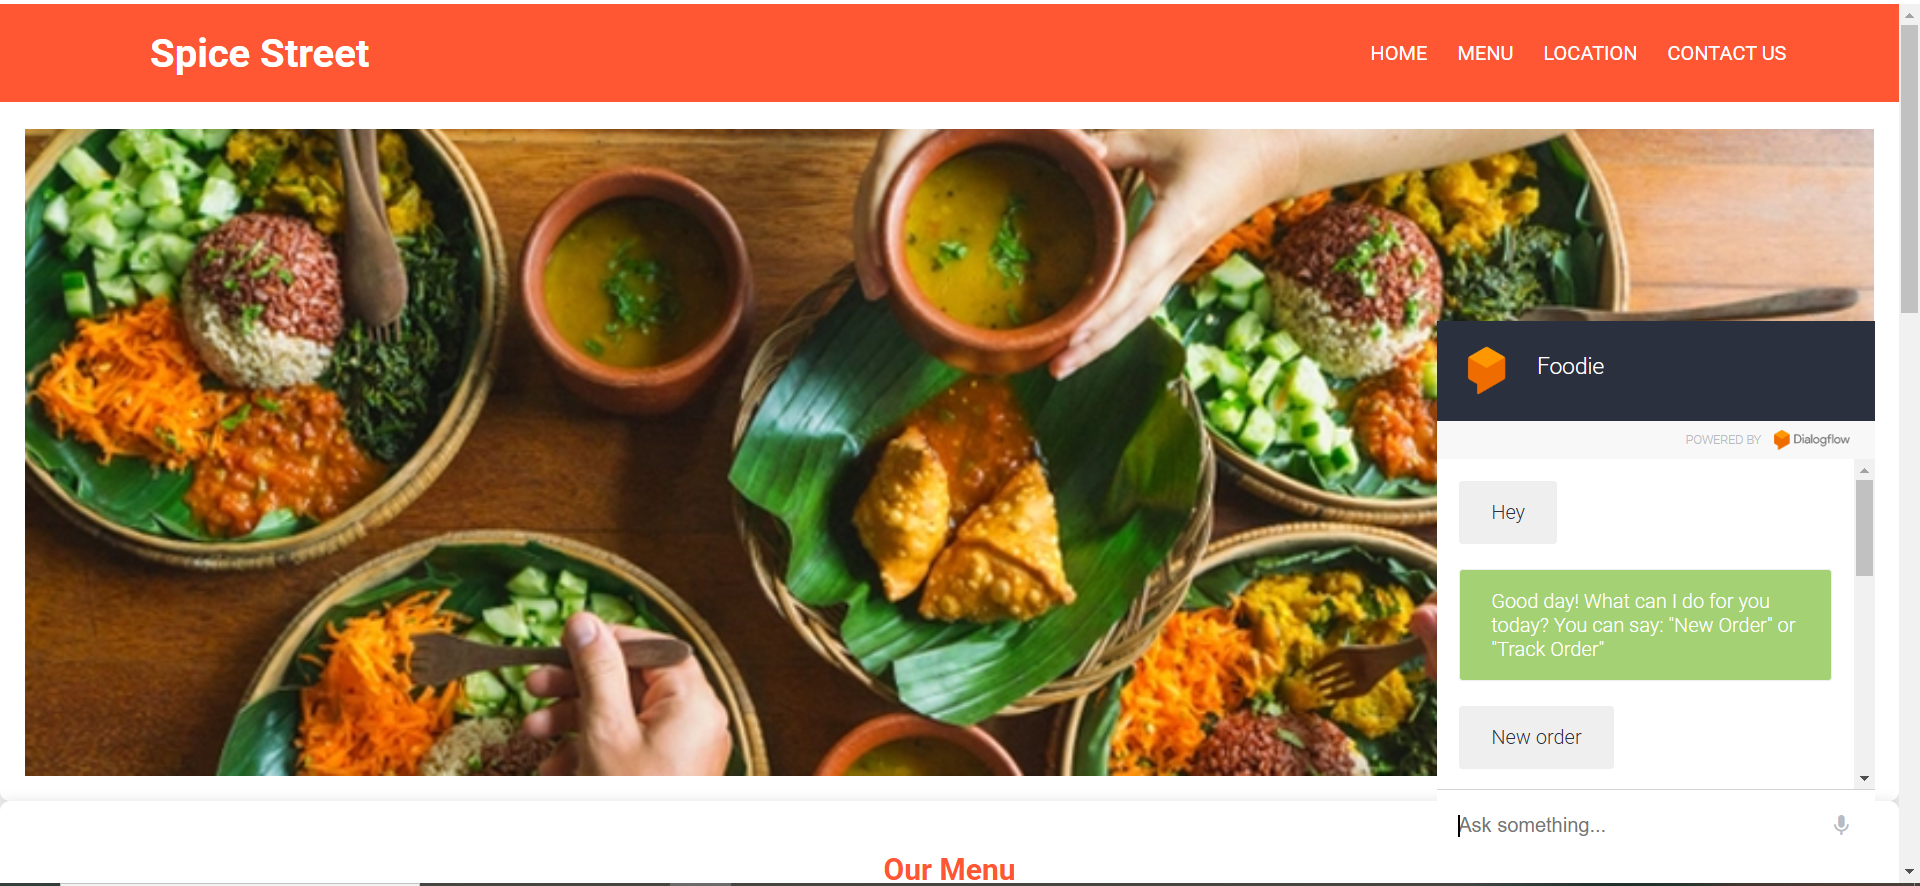 Spice Street
HOME MENU LOCATION CONTACT US
Foodie
POWERED BY Dialogflow
Hey
Good day! What can I do for you
today? You can say: "New Order" or
"Track Order"
New order
Ask something...
Our Menu